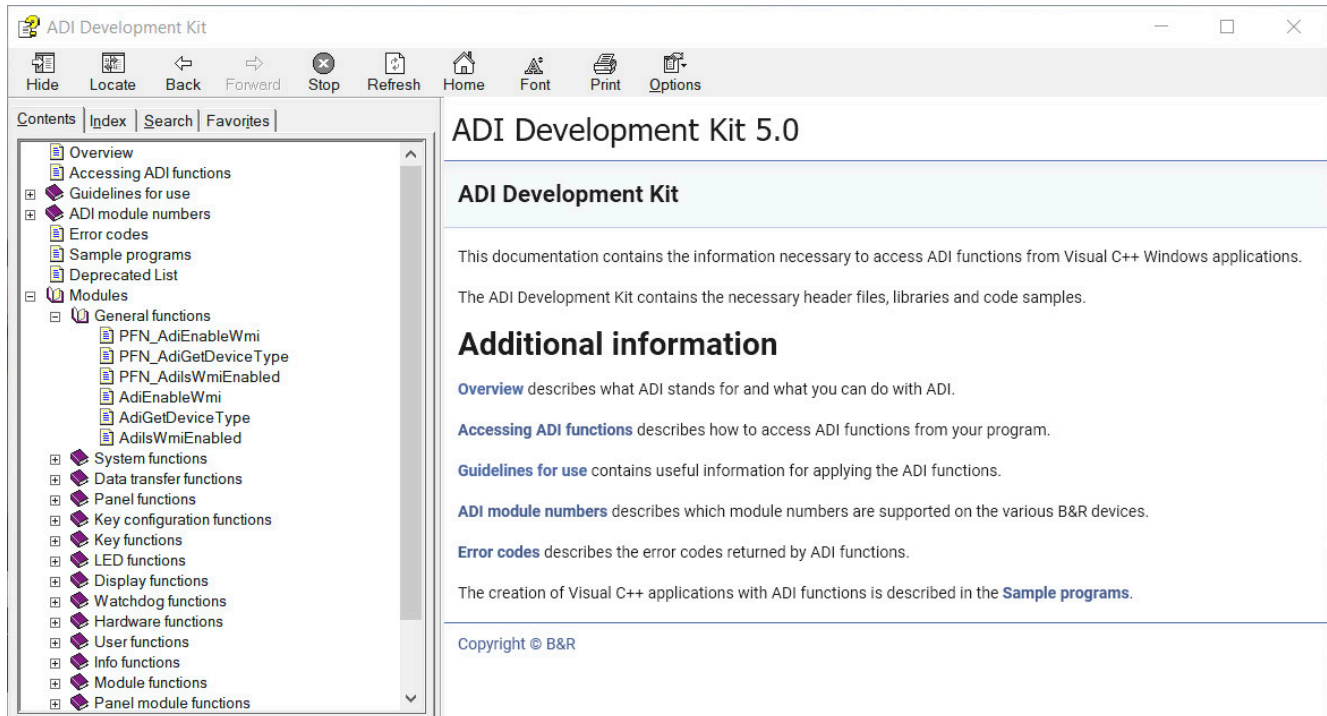 ADI Development Kit
Hide Locate Back Forward Stop Refresh Home Font Print Options
Contents Index Search Favorites
Overview
Accessing ADI functions
Guidelines for use
ADI module numbers
Error codes
Sample programs
Deprecated List
Modules
General functions
PFN_AdiEnableWmi
PFN_AdiGetDeviceType
PFN_AdiIsWmiEnabled
AdiEnableWmi
AdiGetDeviceType
AdiIsWmiEnabled
System functions
Data transfer functions
Panel functions
Key configuration functions
Key functions
LED functions
Display functions
Watchdog functions
Hardware functions
User functions
Info functions
Module functions
Panel module functions
ADI Development Kit 5.0
ADI Development Kit
This documentation contains the information necessary to access ADI functions from Visual C++ Windows applications.
The ADI Development Kit contains the necessary header files, libraries and code samples.
Additional information
Overview describes what ADI stands for and what you can do with ADI.
Accessing ADI functions describes how to access ADI functions from your program.
Guidelines for use contains useful information for applying the ADI functions.
ADI module numbers describes which module numbers are supported on the various B&R devices.
Error codes describes the error codes returned by ADI functions.
The creation of Visual C++ applications with ADI functions is described in the Sample programs.
Copyright © B&R